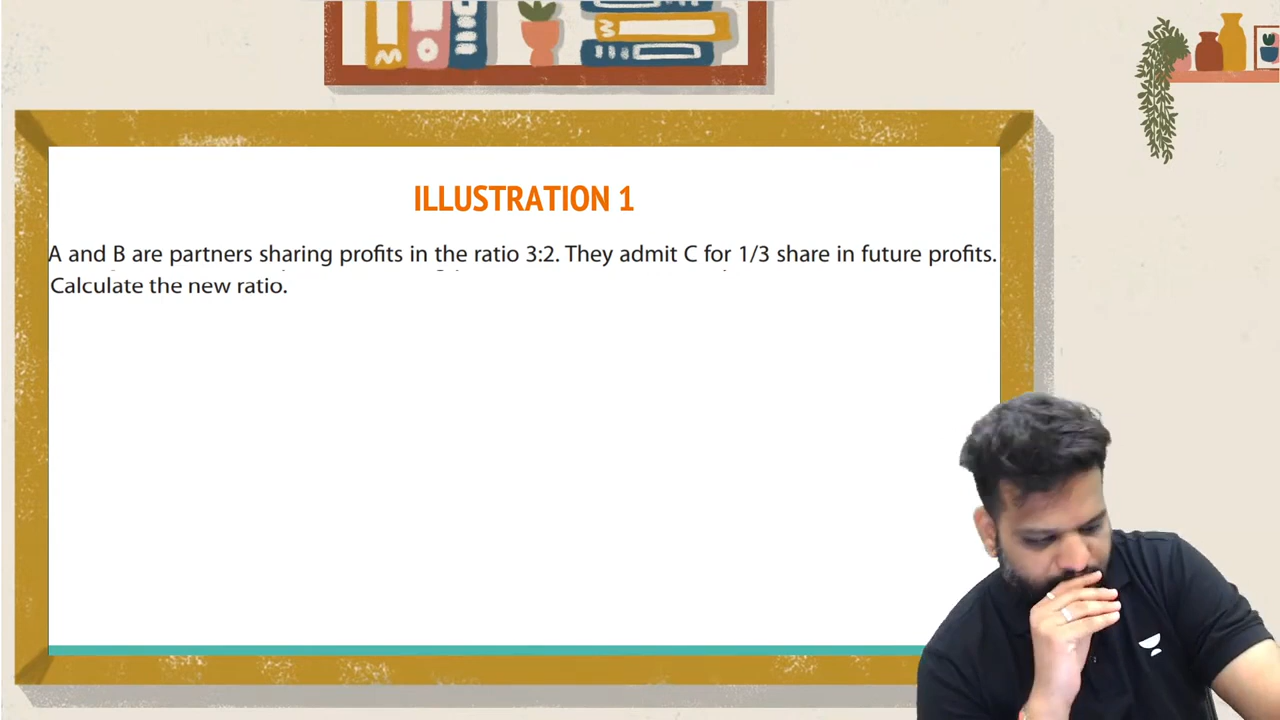 ILLUSTRATION 1
A and B are partners sharing profits in the ratio 3:2. They admit C for 1/3 share in future profits.
Calculate the new ratio.